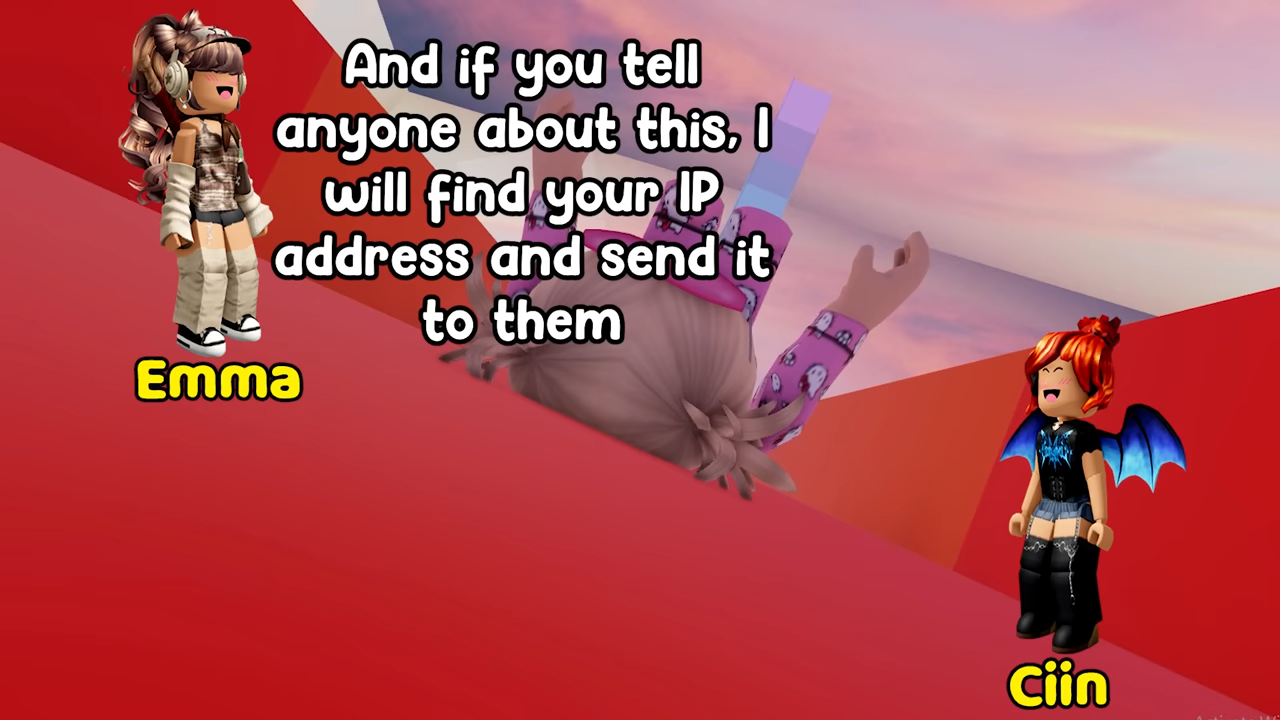 And if you tell
anyone about this, I
will find your IP
address and send it
to them
Emma
Ciin